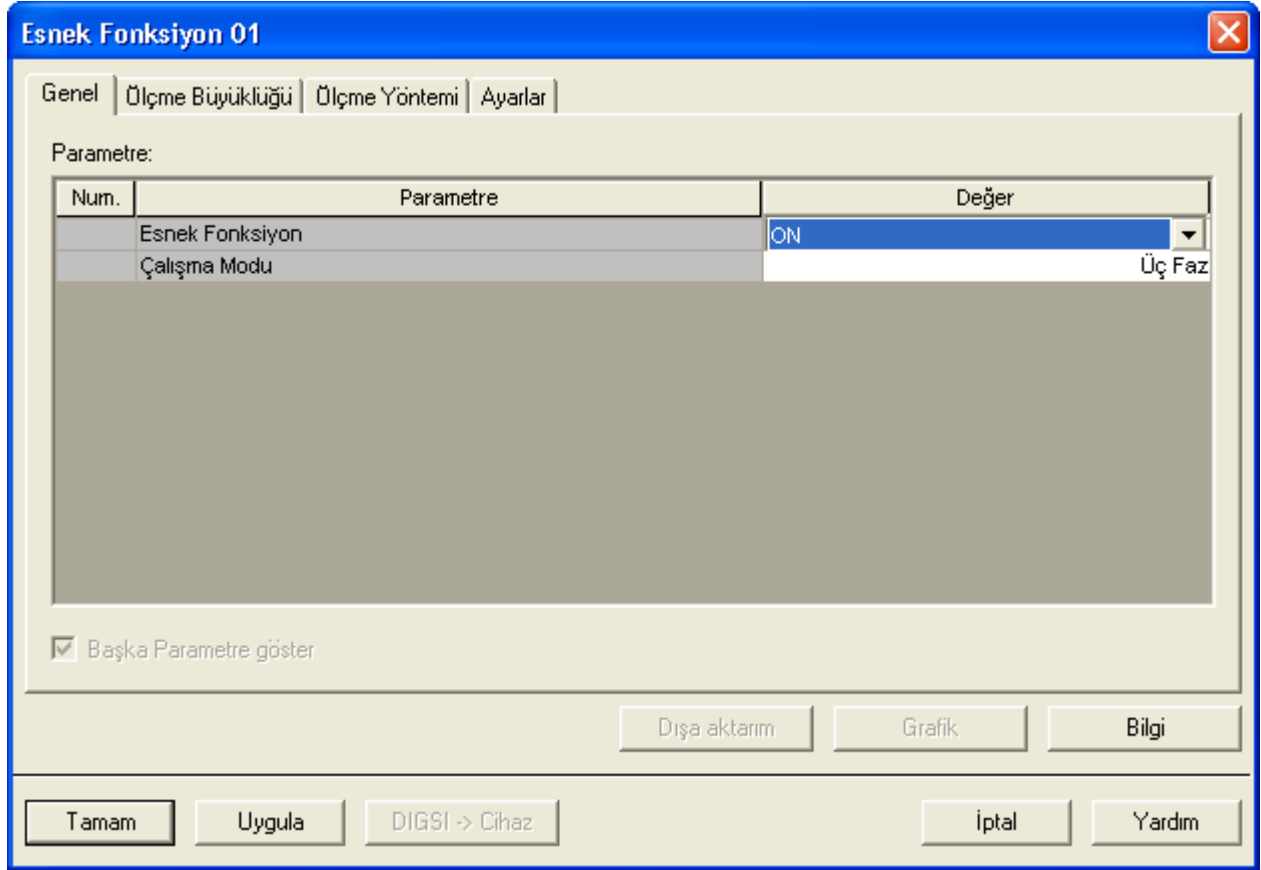 Esnek Fonksiyon 01
Genel Ölçme Büyüklüğü Ölçme Yöntemi Ayarlar
Parametre:
Num. Parametre Değer
Esnek Fonksiyon ON
Çalışma Modu Üç Faz
Başka Parametre göster
Dışa aktarım Grafik Bilgi
Tamam Uygula DIGSI -> Cihaz İptal Yardım